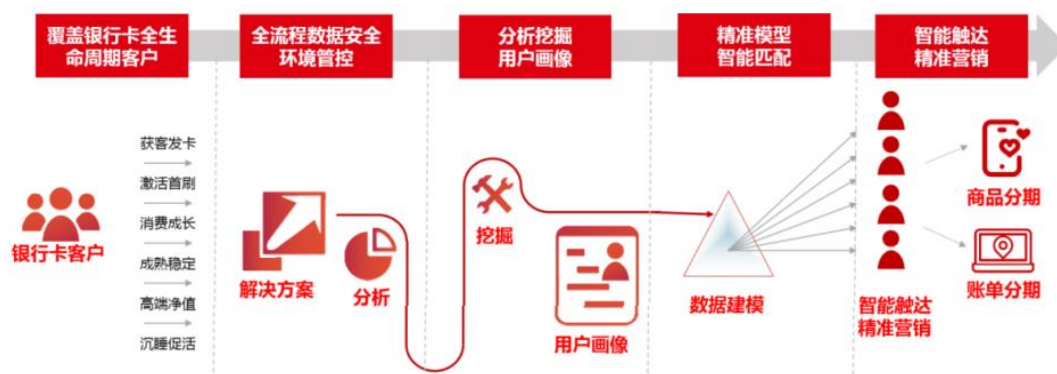 覆盖银行卡全生
命周期客户
全流程数据安全
环境管控
分析挖掘
用户画像
精准模型
智能匹配
智能触达
精准营销
获客发卡
激活首刷
消费成长
成熟稳定
高端净值
沉睡促活
银行卡客户
解决方案
分析
挖掘
用户画像
数据建模
智能触达
精准营销
商品分期
账单分期